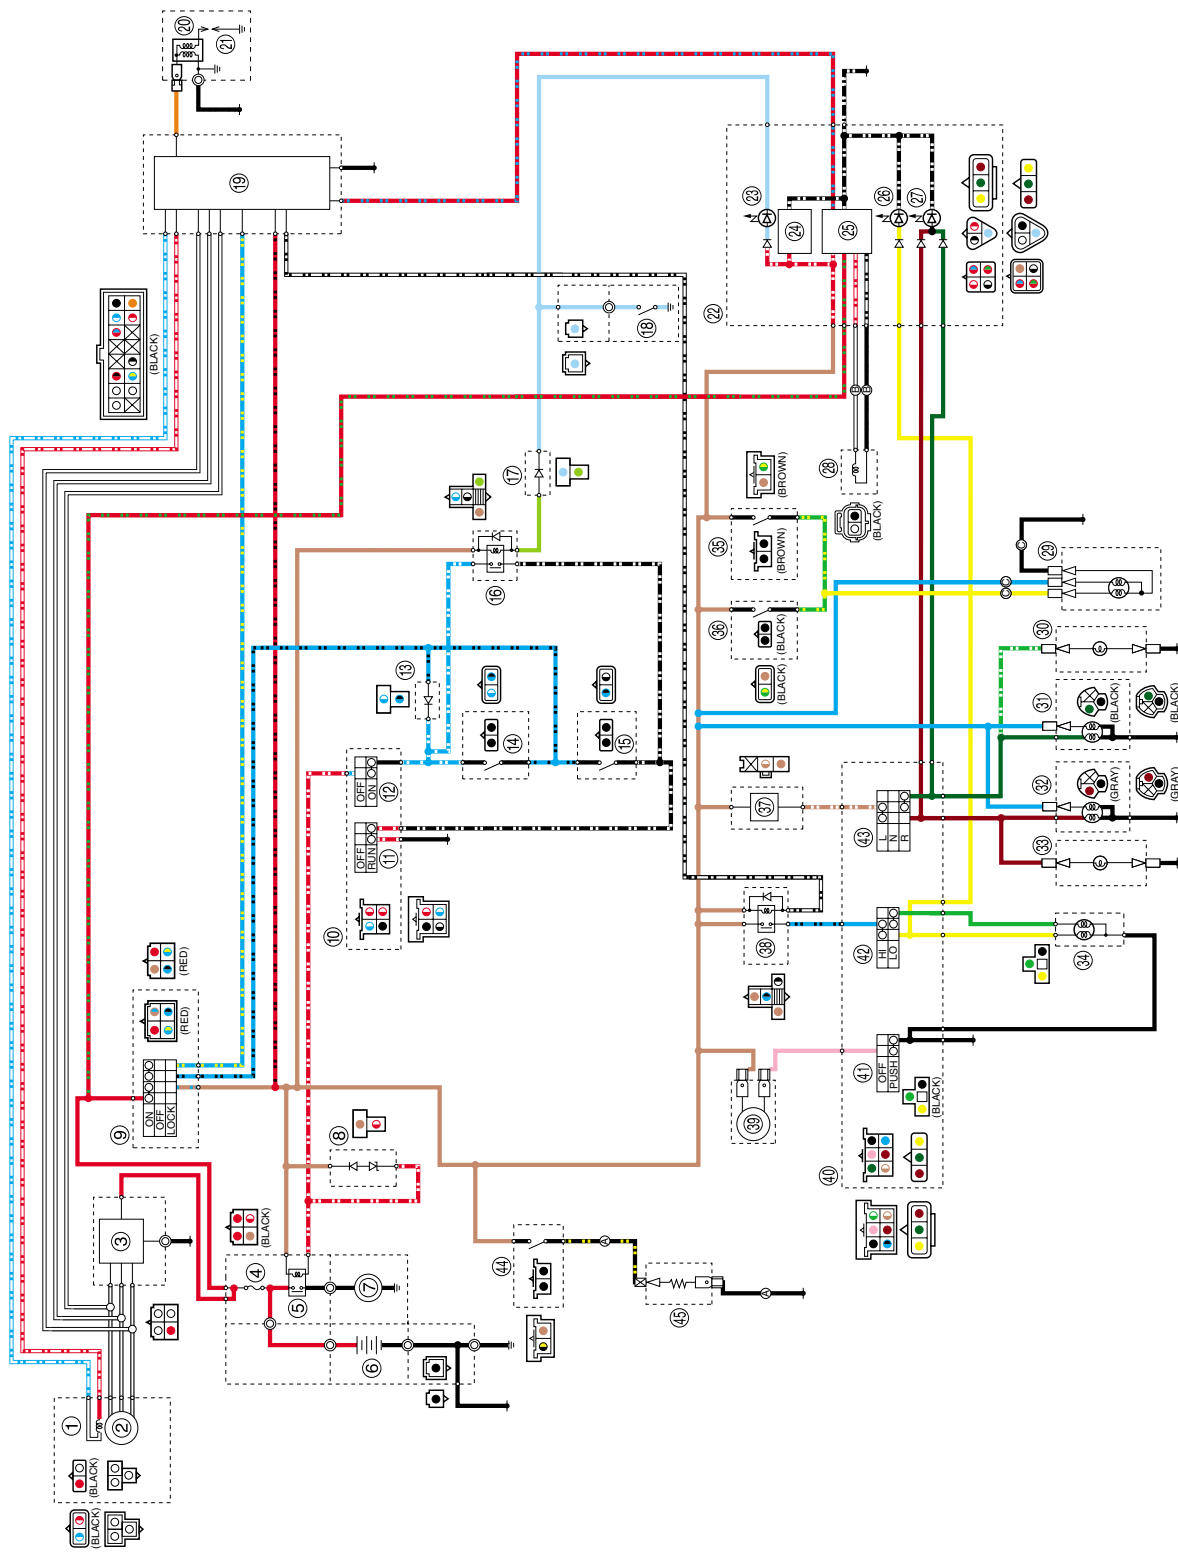 20
21
19
(BLACK)
23
24
25
26
27
22
18
17
28
(BLACK)
(BROWN)
35
(BROWN)
16
36
(BLACK)
(BLACK)
29
B
B
C
C
C
13
14
15
30
31
(BLACK)
(BLACK)
OFF
ON
12
OFF
RUN
11
10
37
32
(GRAY)
(GRAY)
L
N
R
43
33
38
HI
LO
42
34
(RED)
(RED)
ON
OFF
LOCK
9
8
39
OFF
PUSH
41
(BLACK)
40
3
(BLACK)
4
5
7
6
44
A
45
A
1
2
(BLACK)
(BLACK)